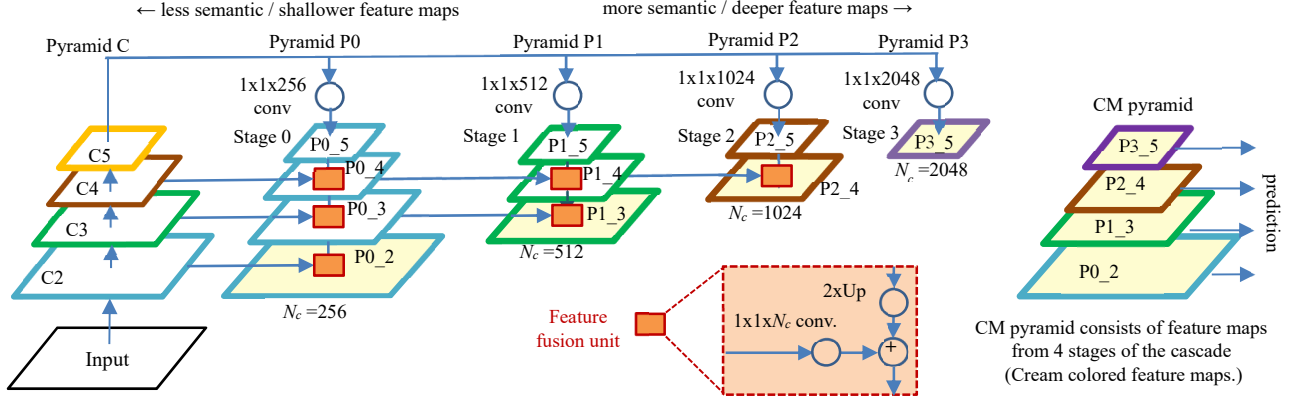 ← less semantic / shallower feature maps
more semantic / deeper feature maps →
Pyramid C
Pyramid P0
Pyramid P1
Pyramid P2
Pyramid P3
1x1x256
conv
1x1x512
conv
1x1x1024
conv
1x1x2048
conv
Stage 0
Stage 1
Stage 2
Stage 3
C5
C4
C3
C2
Input
P0_5
P0_4
P0_3
P0_2
Nc =256
P1_5
P1_4
P1_3
Nc =512
P2_5
P2_4
Nc =1024
P3_5
Nc =2048
Feature
fusion unit
2xUp
1x1xNc conv.
+
CM pyramid
P3_5
P2_4
P1_3
P0_2
prediction
CM pyramid consists of feature maps
from 4 stages of the cascade
(Cream colored feature maps.)